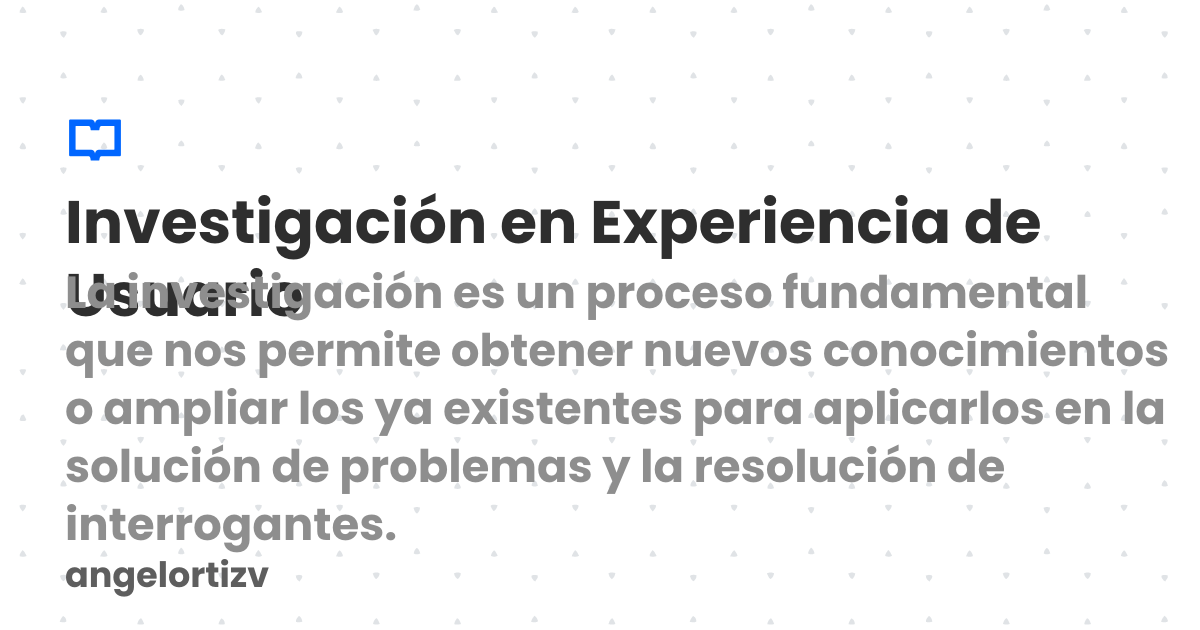 Investigación en Experiencia de
Usuario
La investigación es un proceso fundamental
que nos permite obtener nuevos conocimientos
o ampliar los ya existentes para aplicarlos en la
solución de problemas y la resolución de
interrogantes.
angelortizv